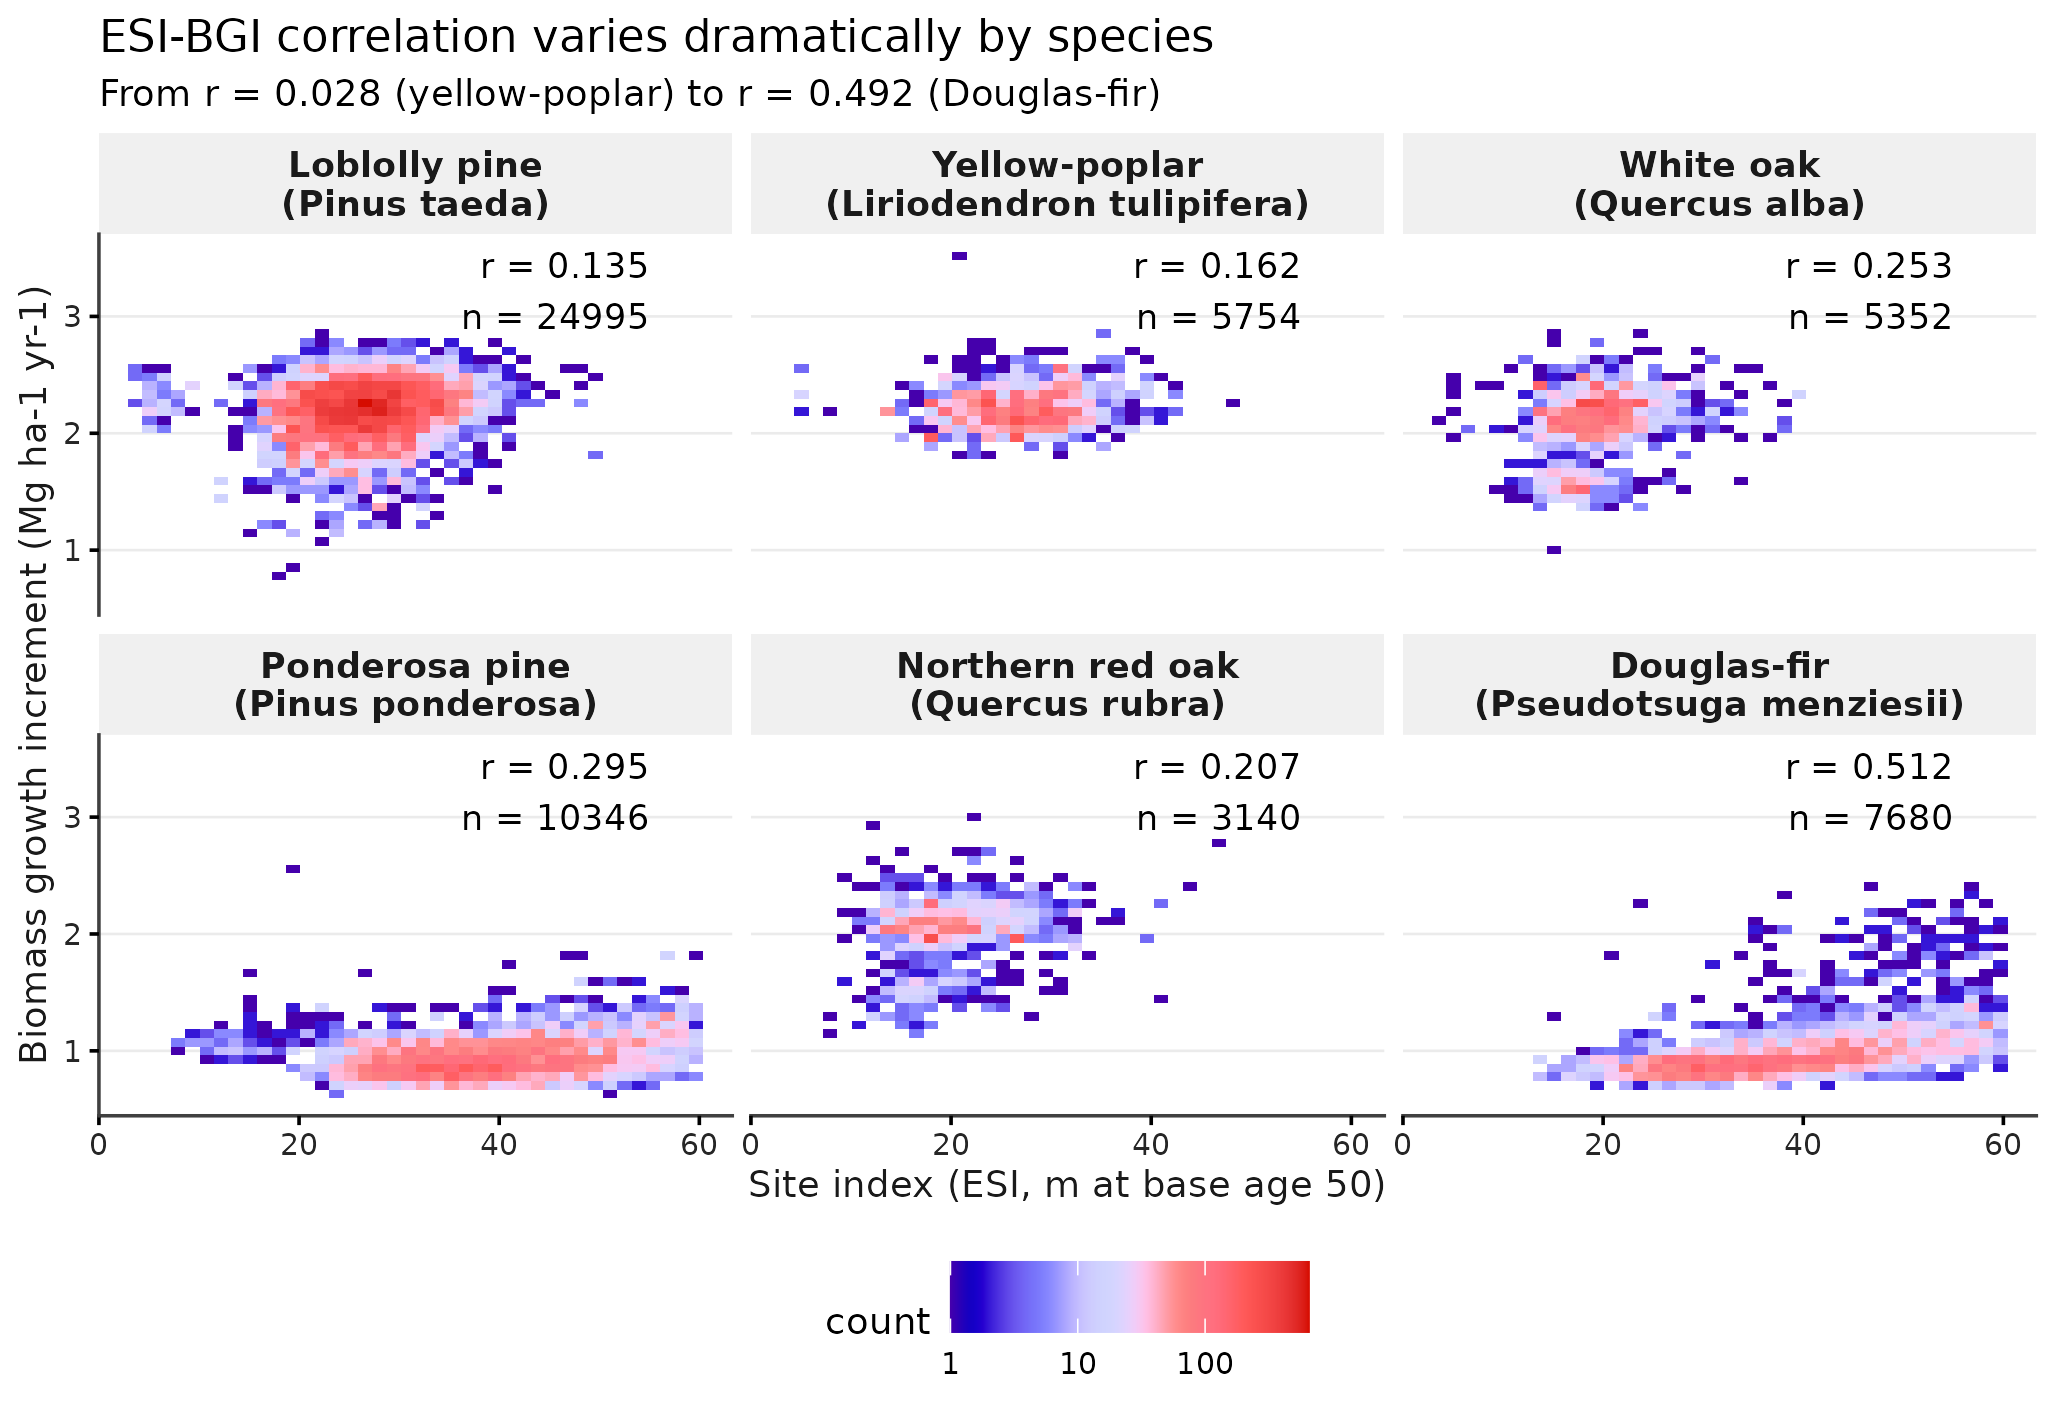 ESI-BGI correlation varies dramatically by species
From r = 0.028 (yellow-poplar) to r = 0.492 (Douglas-fir)
Loblolly pine
(Pinus taeda)
Yellow-poplar
(Liriodendron tulipifera)
White oak
(Quercus alba)
r = 0.135
n = 24995
r = 0.162
n = 5754
r = 0.253
n = 5352
3
2
1
Biomass growth increment (Mg ha-1 yr-1)
Ponderosa pine
(Pinus ponderosa)
Northern red oak
(Quercus rubra)
Douglas-fir
(Pseudotsuga menziesii)
r = 0.295
n = 10346
r = 0.207
n = 3140
r = 0.512
n = 7680
3
2
1
0 20 40 60 0 20 40 60 0 20 40 60
Site index (ESI, m at base age 50)
count
1 10 100